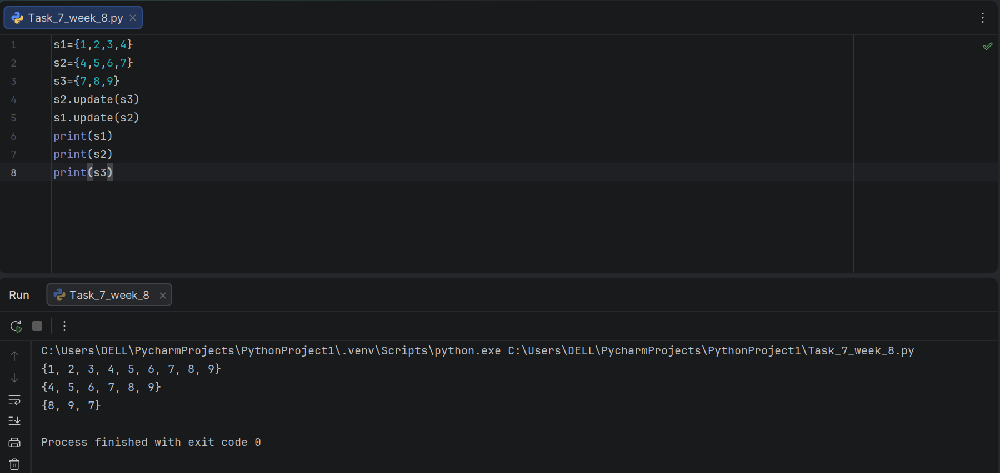 Task_7_week_8.py
1 s1={1,2,3,4}
2 s2={4,5,6,7}
3 s3={7,8,9}
4 s2.update(s3)
5 s1.update(s2)
6 print(s1)
7 print(s2)
8 print(s3)
Run Task_7_week_8
C:\Users\DELL\PycharmProjects\PythonProject1\.venv\Scripts\python.exe C:\Users\DELL\PycharmProjects\PythonProject1\Task_7_week_8.py
{1, 2, 3, 4, 5, 6, 7, 8, 9}
{4, 5, 6, 7, 8, 9}
{8, 9, 7}
Process finished with exit code 0